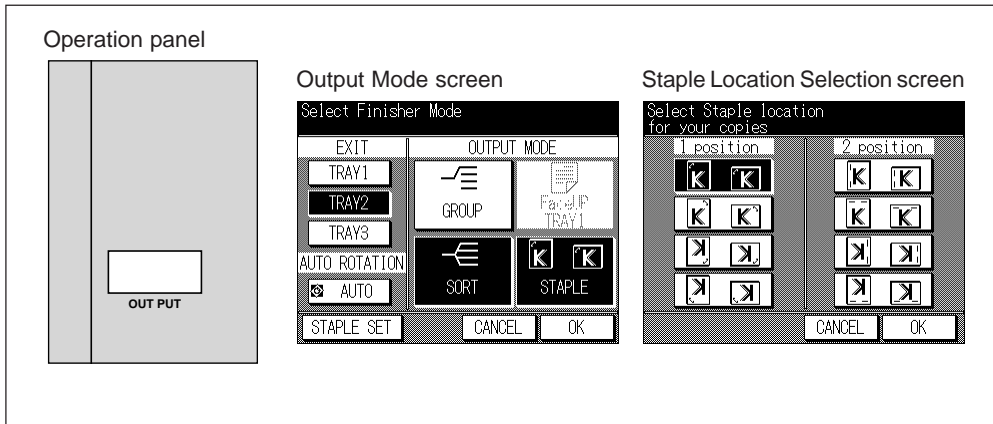 Operation panel
OUT PUT
Output Mode screen
Select Finisher Mode
EXIT
TRAY1
TRAY2
TRAY3
AUTO ROTATION
AUTO
OUTPUT MODE
GROUP
FaceUP
TRAY1
SORT
STAPLE
STAPLE SET
CANCEL
OK
Staple Location Selection screen
Select Staple location
for your copies
1 position
2 position
K K
K K
K K
K K
K K
K K
K K
K K
CANCEL
OK